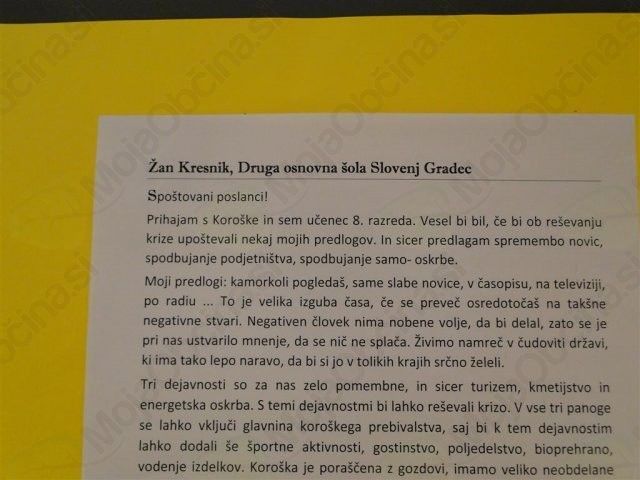 Žan Kresnik, Druga osnovna šola Slovenj Gradec
Spoštovani poslanci!
Prihajam s Koroške in sem učenec 8. razreda. Vesel bi bil, če bi ob reševanju
krize upoštevali nekaj mojih predlogov. In sicer predlagam spremembo novic,
spodbujanje podjetništva, spodbujanje samo- oskrbe.
Moji predlogi: kamorkoli pogledaš, same slabe novice, v časopisu, na televiziji,
po radiu ... To je velika izguba časa, če se preveč osredotočaš na takšne
negativne stvari. Negativen človek nima nobene volje, da bi delal, zato se je
pri nas ustvarilo mnenje, da se nič ne splača. Živimo namreč v čudoviti državi,
ki ima tako lepo naravo, da bi si jo v tolikih krajih srčno želeli.
Tri dejavnosti so za nas zelo pomembne, in sicer turizem, kmetijstvo in
energetska oskrba. S temi dejavnostmi bi lahko reševali krizo. V vse tri panoge
se lahko vključi glavnina koroškega prebivalstva, saj bi k tem dejavnostim
lahko dodali še športne aktivnosti, gostinstvo, poljedelstvo, bioprehrano,
vodenje izdelkov. Koroška je poraščena z gozdovi, imamo veliko neobdelane
MojaObčina.si